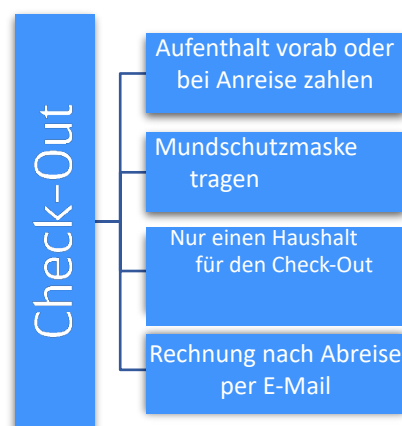 Check-Out
Aufenthalt vorab oder
bei Anreise zahlen
Mundschutzmaske
tragen
Nur einen Haushalt
für den Check-Out
Rechnung nach Abreise
per E-Mail